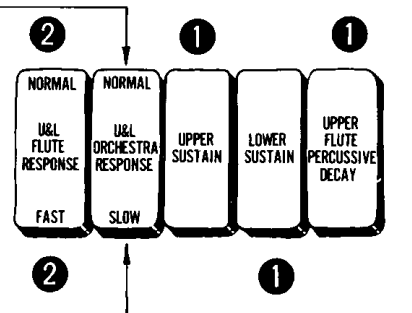 2 1 1
NORMAL
U&L
FLUTE
RESPONSE
FAST
NORMAL
U&L
ORCHESTRA
RESPONSE
SLOW
UPPER
SUSTAIN
LOWER
SUSTAIN
UPPER
FLUTE
PERCUSSIVE
DECAY
2 1